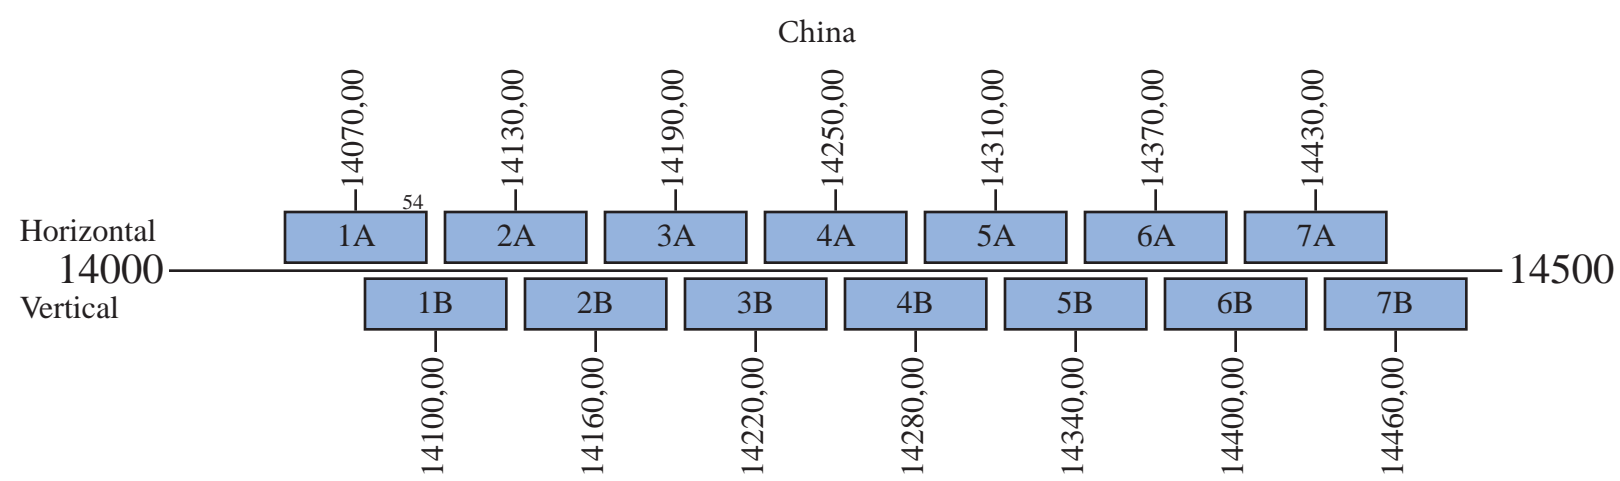 China
14070,00
14130,00
14190,00
14250,00
14310,00
14370,00
14430,00
54
Horizontal
1A
2A
3A
4A
5A
6A
7A
14000
14500
Vertical
1B
2B
3B
4B
5B
6B
7B
14100,00
14160,00
14220,00
14280,00
14340,00
14400,00
14460,00